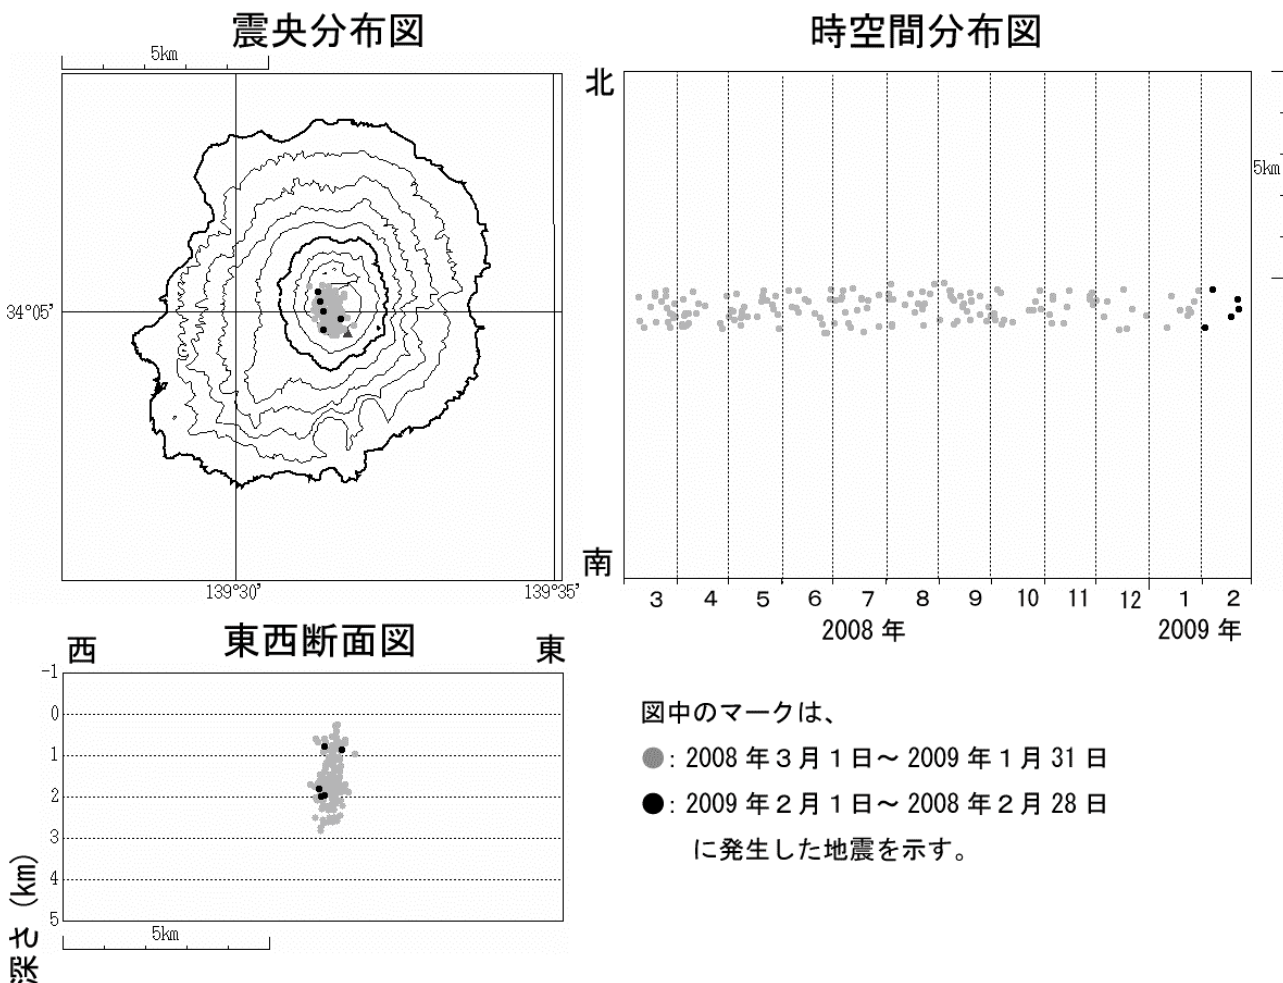 震央分布図
5km
34°05'
139°30'
139°35'
時空間分布図
北
南
5km
3 4 5 6 7 8 9 10 11 12 1 2
2008 年
2009 年
東西断面図
西
東
-1
0
1
2
3
4
5
深さ (km)
5km
図中のマークは、
●: 2008 年 3 月 1 日～ 2009 年 1 月 31 日
●: 2009 年 2 月 1 日～ 2008 年 2 月 28 日
に発生した地震を示す。